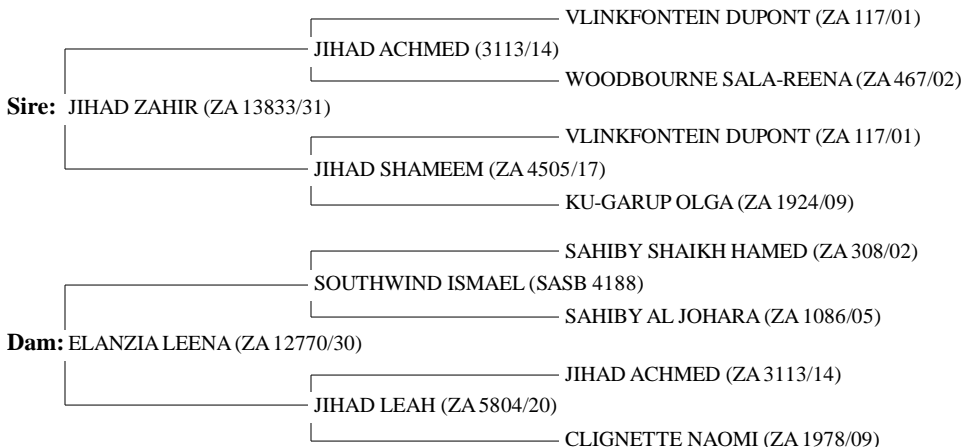 VLINKFONTEIN DUPONT (ZA 117/01)
JIHAD ACHMED (3113/14)
WOODBOURNE SALA-REENA (ZA 467/02)
Sire: JIHAD ZAHIR (ZA 13833/31)
VLINKFONTEIN DUPONT (ZA 117/01)
JIHAD SHAMEEM (ZA 4505/17)
KU-GARUP OLGA (ZA 1924/09)
SAHIBY SHAIKH HAMED (ZA 308/02)
SOUTHWIND ISMAEL (SASB 4188)
SAHIBY AL JOHARA (ZA 1086/05)
Dam: ELANZIA LEENA (ZA 12770/30)
JIHAD ACHMED (ZA 3113/14)
JIHAD LEAH (ZA 5804/20)
CLIGNETTE NAOMI (ZA 1978/09)